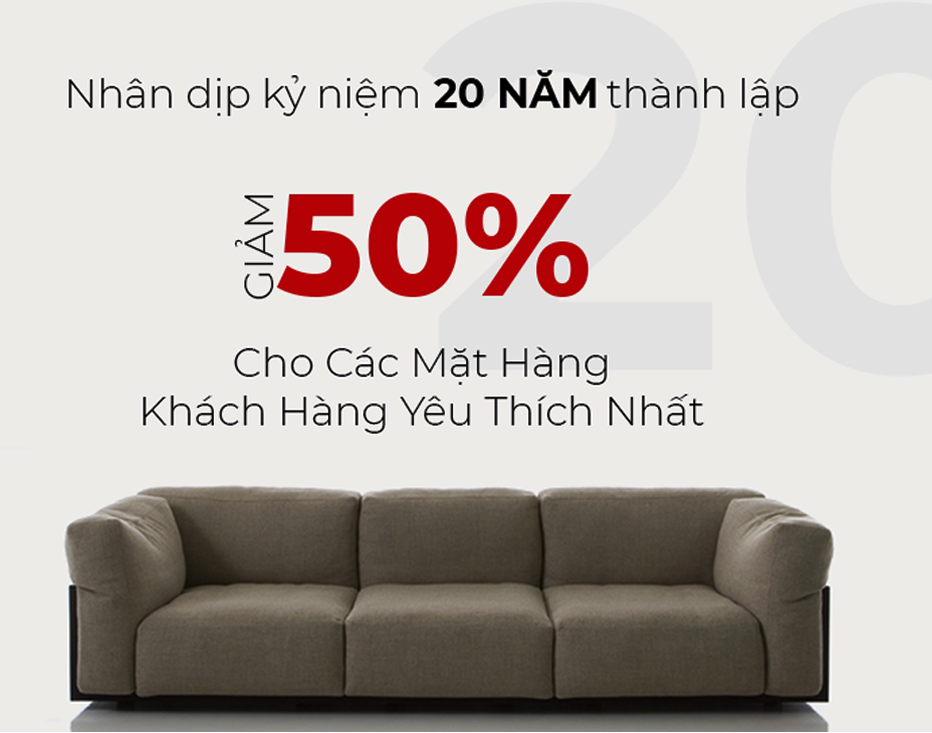 Nhân dịp kỷ niệm 20 NĂM thành lập
GIẢM 50%
Cho Các Mặt Hàng
Khách Hàng Yêu Thích Nhất
20